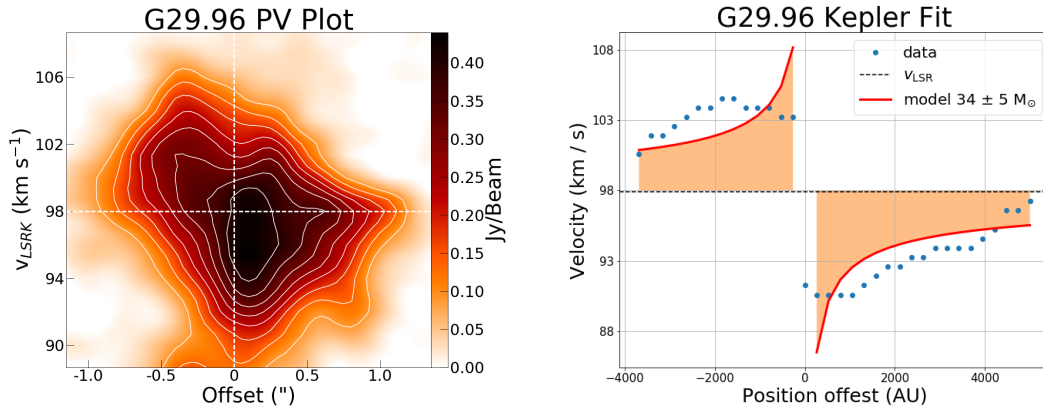 G29.96 PV Plot
106
102
98
94
90
v_LSRK (km s⁻¹)
-1.0
-0.5
0
0.5
1.0
Offset (")
0.40
0.35
0.30
0.25
0.20
0.15
0.10
0.05
0.00
Jy/Beam
G29.96 Kepler Fit
108
103
98
93
88
Velocity (km / s)
data
v_LSR
model 34 ± 5 M_⊙
−4000
−2000
0
2000
4000
Position offest (AU)